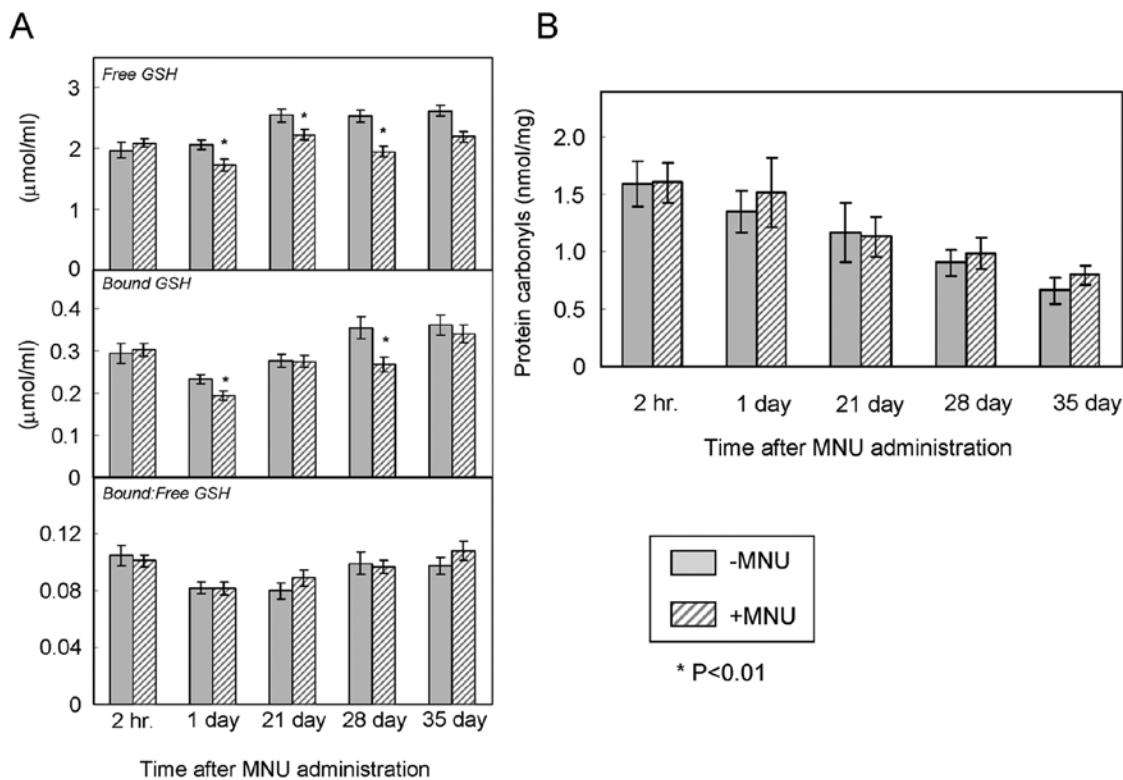 A
Free GSH
(μmol/ml)
3
2
1
0
* * *
Bound GSH
(μmol/ml)
0.4
0.3
0.2
0.1
0
* *
Bound:Free GSH
0.12
0.08
0.04
0
2 hr. 1 day 21 day 28 day 35 day
Time after MNU administration
B
Protein carbonyls (nmol/mg)
2.0
1.5
1.0
0.5
0
2 hr. 1 day 21 day 28 day 35 day
Time after MNU administration
-MNU
+MNU
* P<0.01